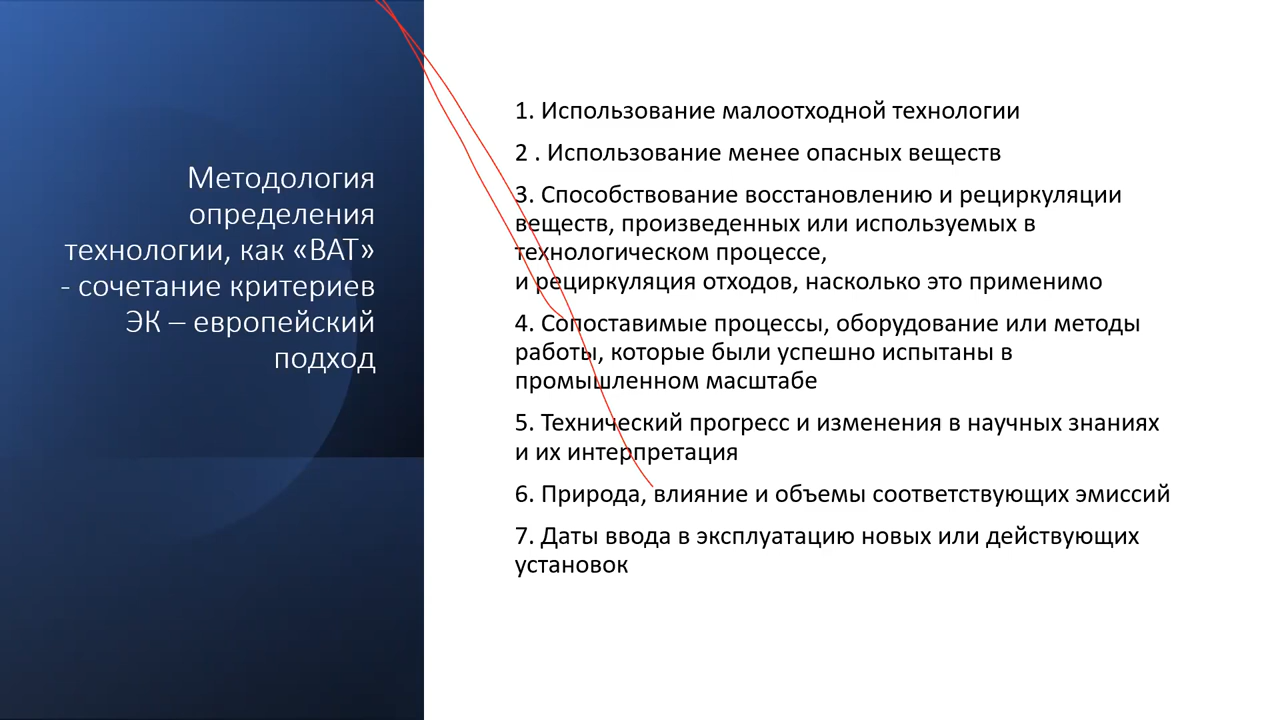 Методология
определения
технологии, как «ВАТ»
- сочетание критериев
ЭК – европейский
подход
1. Использование малоотходной технологии
2 . Использование менее опасных веществ
3. Способствование восстановлению и рециркуляции
веществ, произведенных или используемых в
технологическом процессе,
и рециркуляция отходов, насколько это применимо
4. Сопоставимые процессы, оборудование или методы
работы, которые были успешно испытаны в
промышленном масштабе
5. Технический прогресс и изменения в научных знаниях
и их интерпретация
6. Природа, влияние и объемы соответствующих эмиссий
7. Даты ввода в эксплуатацию новых или действующих
установок